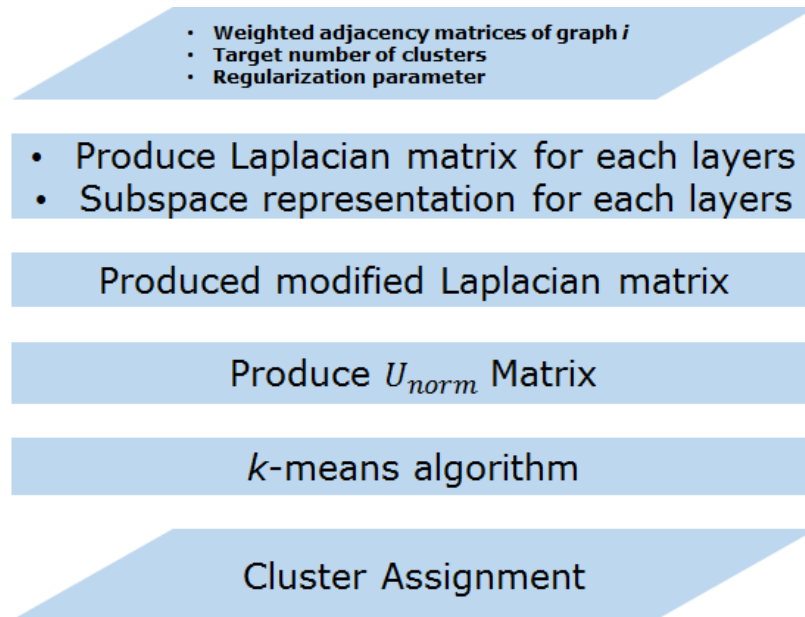 • Weighted adjacency matrices of graph i
• Target number of clusters
• Regularization parameter
• Produce Laplacian matrix for each layers
• Subspace representation for each layers
Produced modified Laplacian matrix
Produce U_norm Matrix
k-means algorithm
Cluster Assignment